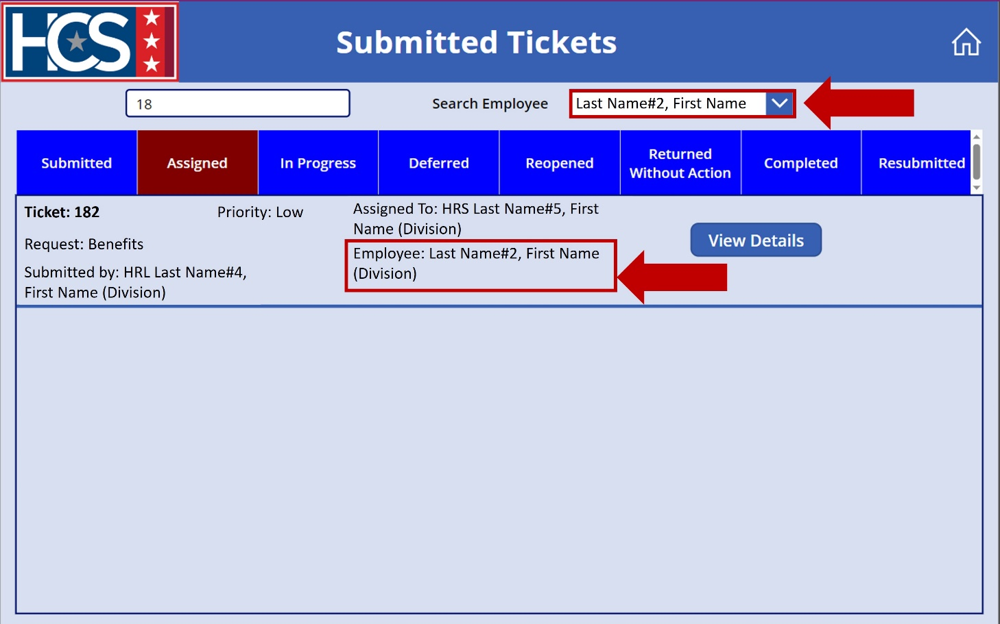 HCS
Submitted Tickets
18
Search Employee
Last Name#2, First Name
Submitted
Assigned
In Progress
Deferred
Reopened
Returned
Without Action
Completed
Resubmitted
Ticket: 182
Priority: Low
Request: Benefits
Submitted by: HRL Last Name#4,
First Name (Division)
Assigned To: HRS Last Name#5, First
Name (Division)
Employee: Last Name#2, First Name
(Division)
View Details